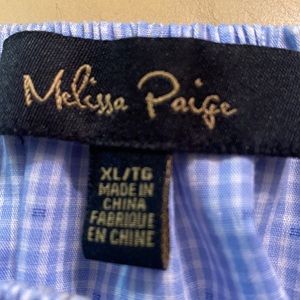 Melissa Paige
XL/TG
MADE IN
CHINA
FABRIQUE
EN CHINE